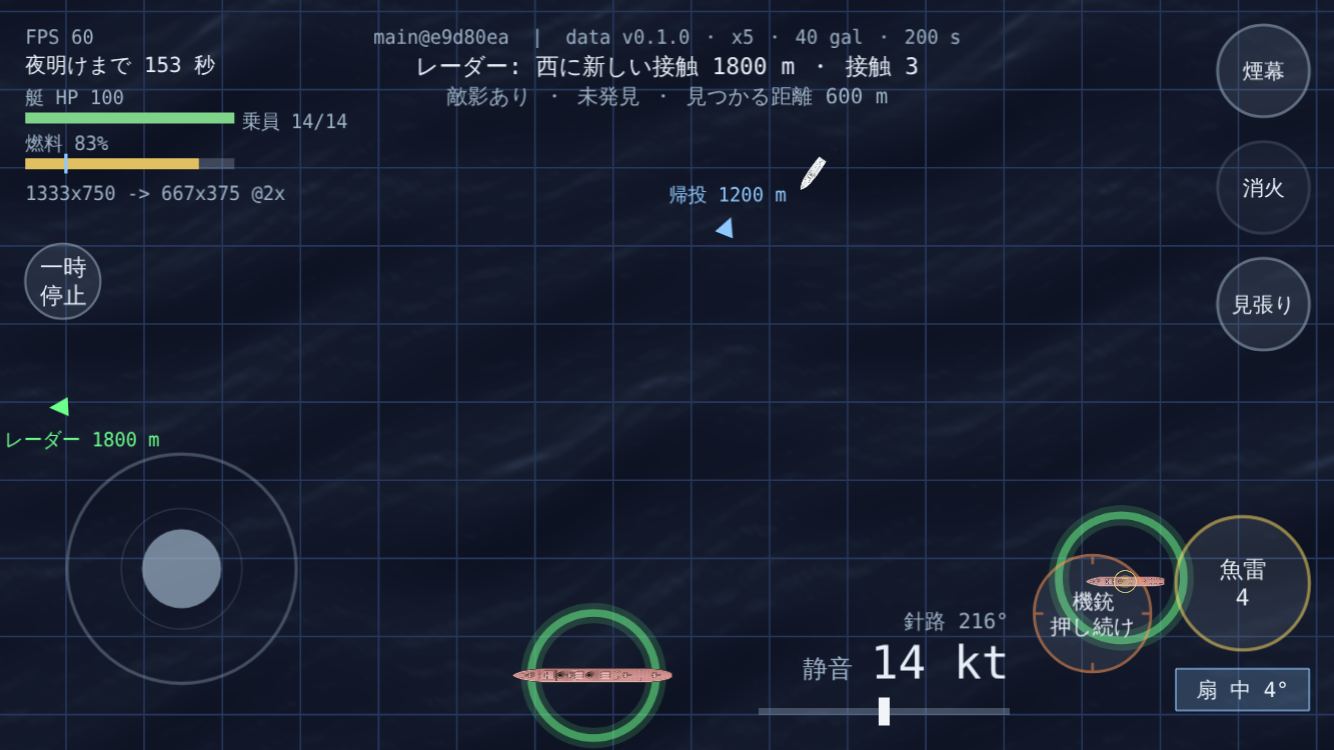 FPS 60
夜明けまで 153 秒
艇 HP 100
乗員 14/14
燃料 83%
1333x750 -> 667x375 @2x
main@e9d80ea | data v0.1.0 · x5 · 40 gal · 200 s
レーダー: 西に新しい接触 1800 m · 接触 3
敵影あり · 未発見 · 見つかる距離 600 m
煙幕
消火
見張り
帰投 1200 m
一時
停止
レーダー 1800 m
針路 216°
静音 14 kt
機銃
押し続け
魚雷
4
扇 中 4°